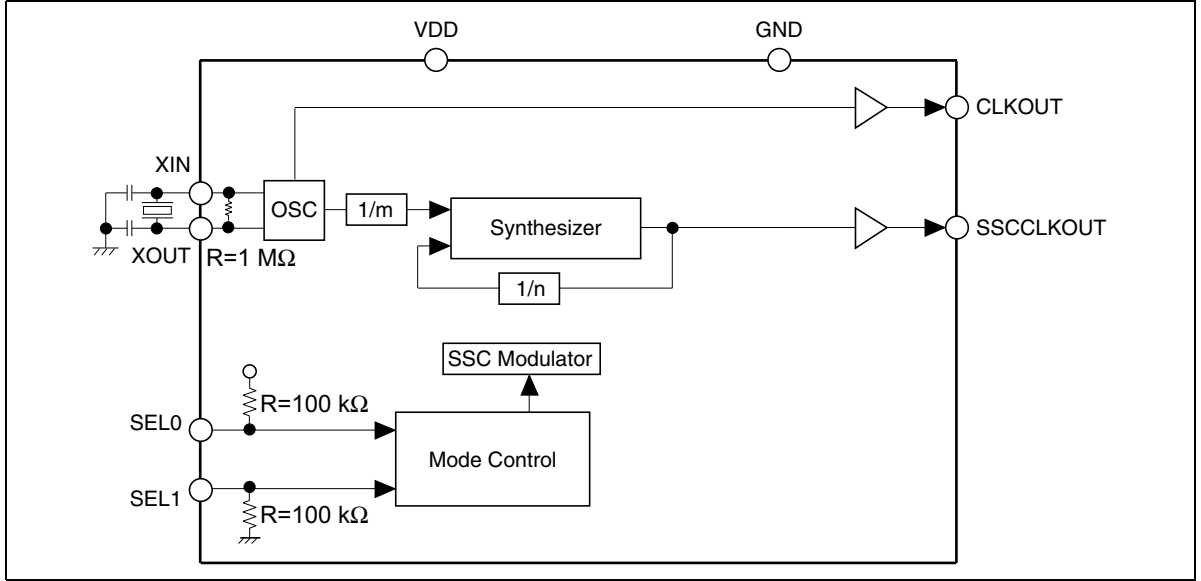 VDD
GND
CLKOUT
XIN
OSC
1/m
Synthesizer
SSCCLKOUT
XOUT
R=1 MΩ
1/n
SSC Modulator
R=100 kΩ
SEL0
Mode Control
SEL1
R=100 kΩ